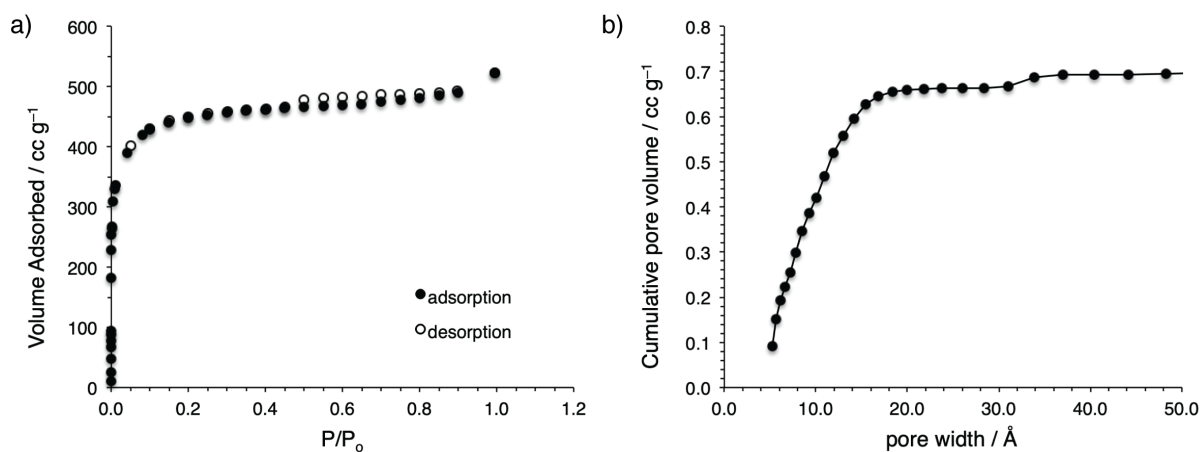 a)
600
500
400
300
200
100
0
Volume Adsorbed / cc g⁻¹
adsorption
desorption
0.0 0.2 0.4 0.6 0.8 1.0 1.2
P/Pₒ
b)
0.8
0.7
0.6
0.5
0.4
0.3
0.2
0.1
0.0
Cumulative pore volume / cc g⁻¹
0.0 10.0 20.0 30.0 40.0 50.0
pore width / Å